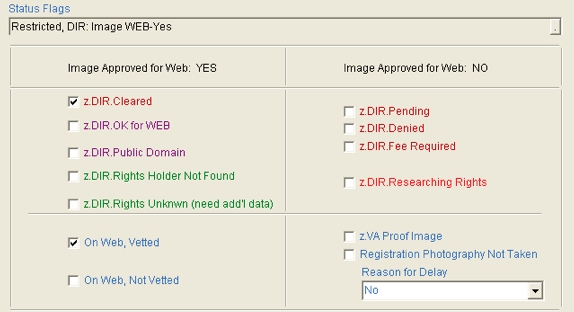 Status Flags
Restricted, DIR: Image WEB-Yes
.
Image Approved for Web: YES
Image Approved for Web: NO
z.DIR.Cleared
z.DIR.OK for WEB
z.DIR.Public Domain
z.DIR.Rights Holder Not Found
z.DIR.Rights Unknwn (need add'l data)
z.DIR.Pending
z.DIR.Denied
z.DIR.Fee Required
z.DIR.Researching Rights
On Web, Vetted
On Web, Not Vetted
z.VA Proof Image
Registration Photography Not Taken
Reason for Delay
No